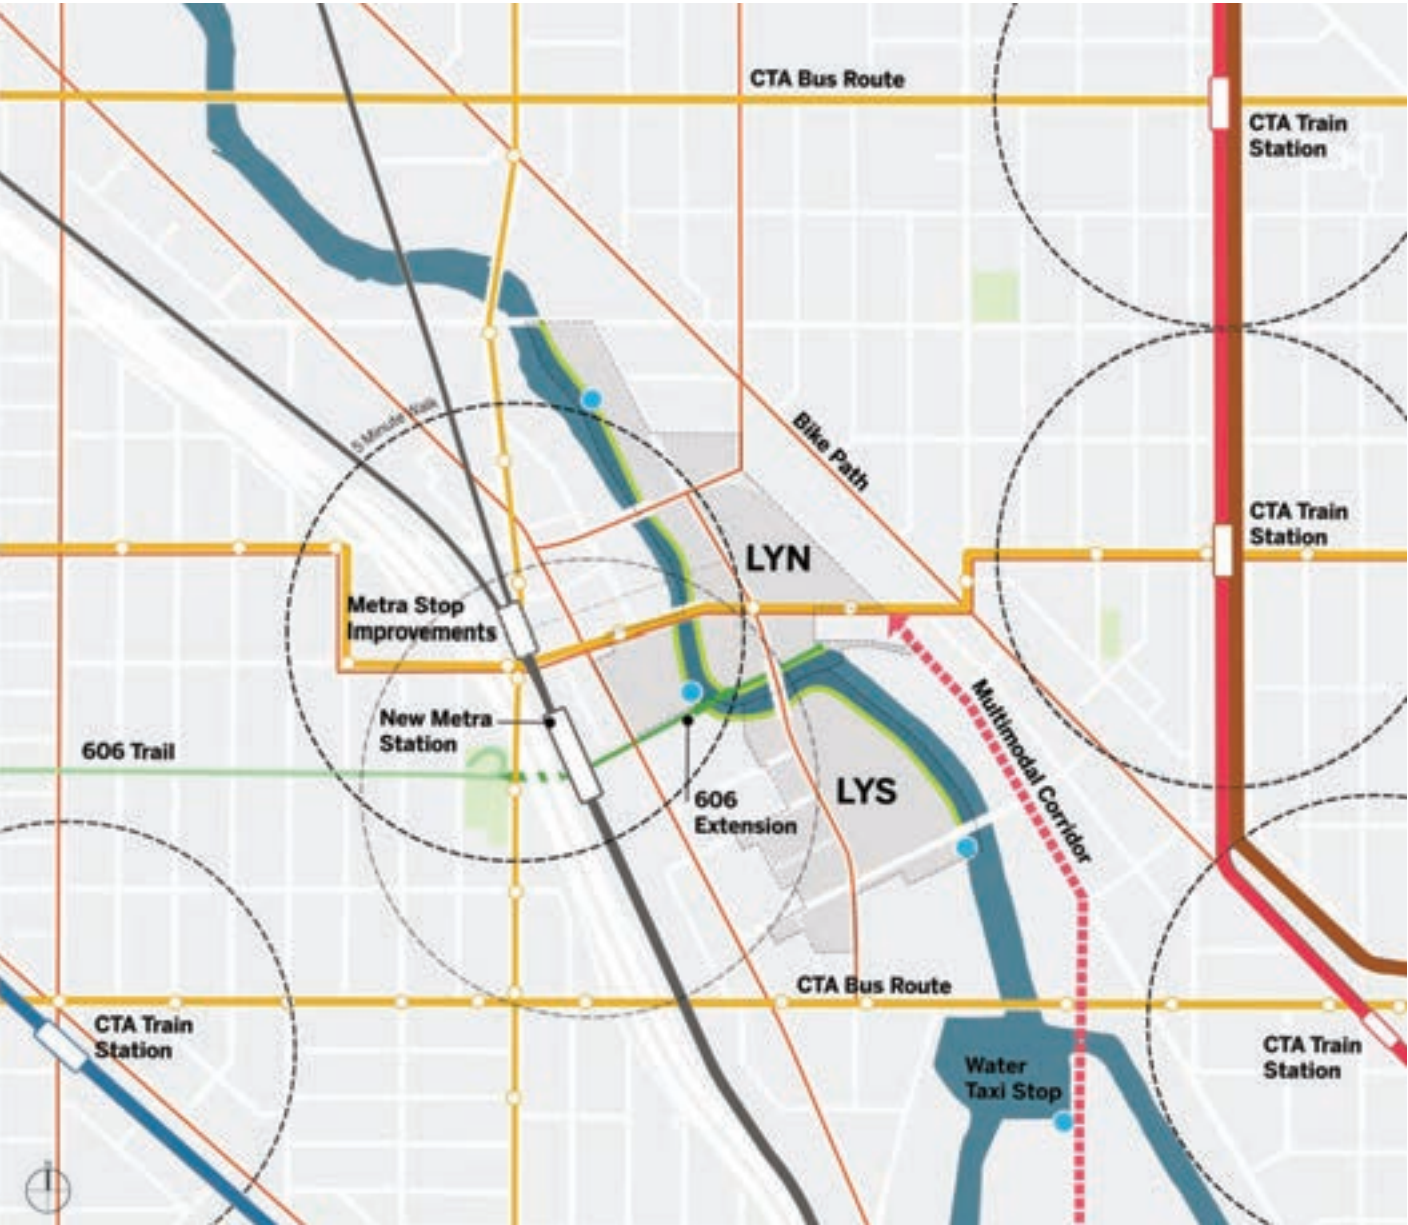 CTA Bus Route
CTA Train
Station
5 Minute Walk
Bike Path
CTA Train
Station
LYN
Metra Stop
Improvements
Multimodal Corridor
New Metra
Station
606 Trail
LYS
606
Extension
CTA Bus Route
CTA Train
Station
CTA Train
Station
Water
Taxi Stop